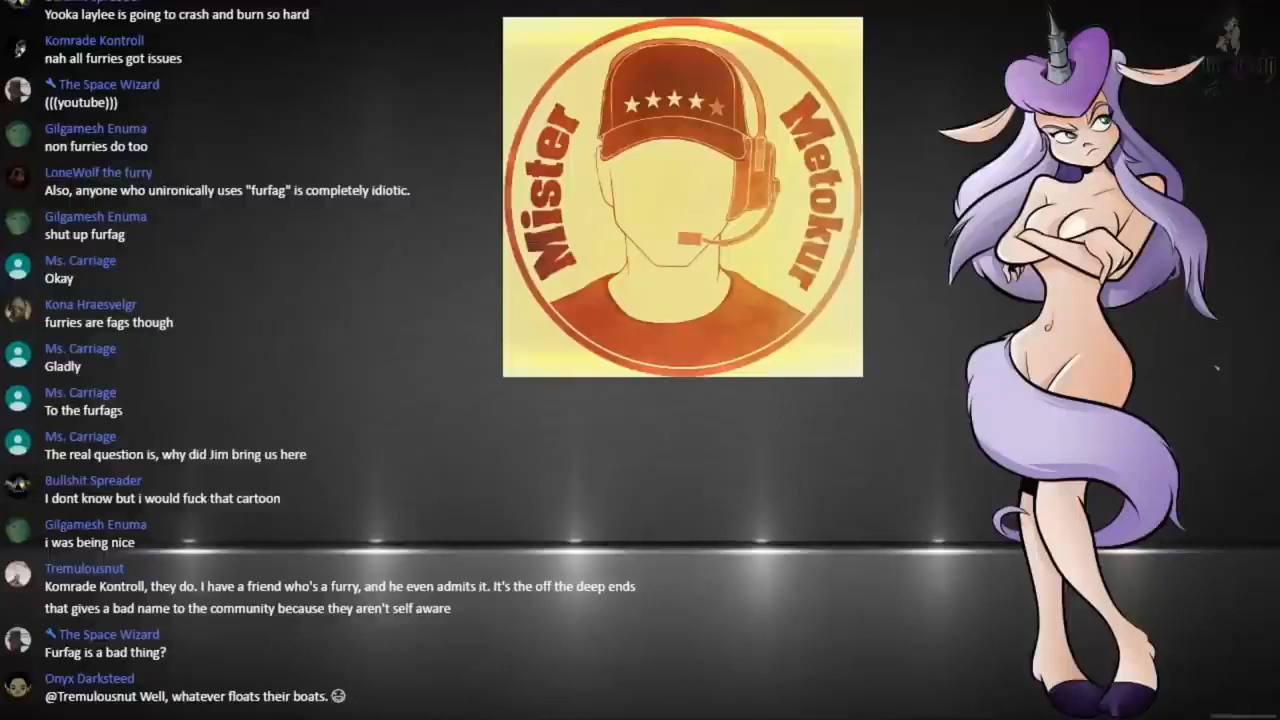 Yooka laylee is going to crash and burn so hard
Komrade Kontroll
nah all furries got issues
The Space Wizard
(((youtube)))
Gilgamesh Enuma
non furries do too
LoneWolf the furry
Also, anyone who unironically uses "furfag" is completely idiotic.
Gilgamesh Enuma
shut up furfag
Ms. Carriage
Okay
Kona Hraesvelgr
furries are fags though
Ms. Carriage
Gladly
Ms. Carriage
To the furfags
Ms. Carriage
The real question is, why did Jim bring us here
Bullshit Spreader
I dont know but i would fuck that cartoon
Gilgamesh Enuma
i was being nice
Tremulousnut
Komrade Kontroll, they do. I have a friend who's a furry, and he even admits it. It's the off the deep ends
that gives a bad name to the community because they aren't self aware
The Space Wizard
Furfag is a bad thing?
Onyx Darksteed
@Tremulousnut Well, whatever floats their boats. 😆
Mister
Metokur